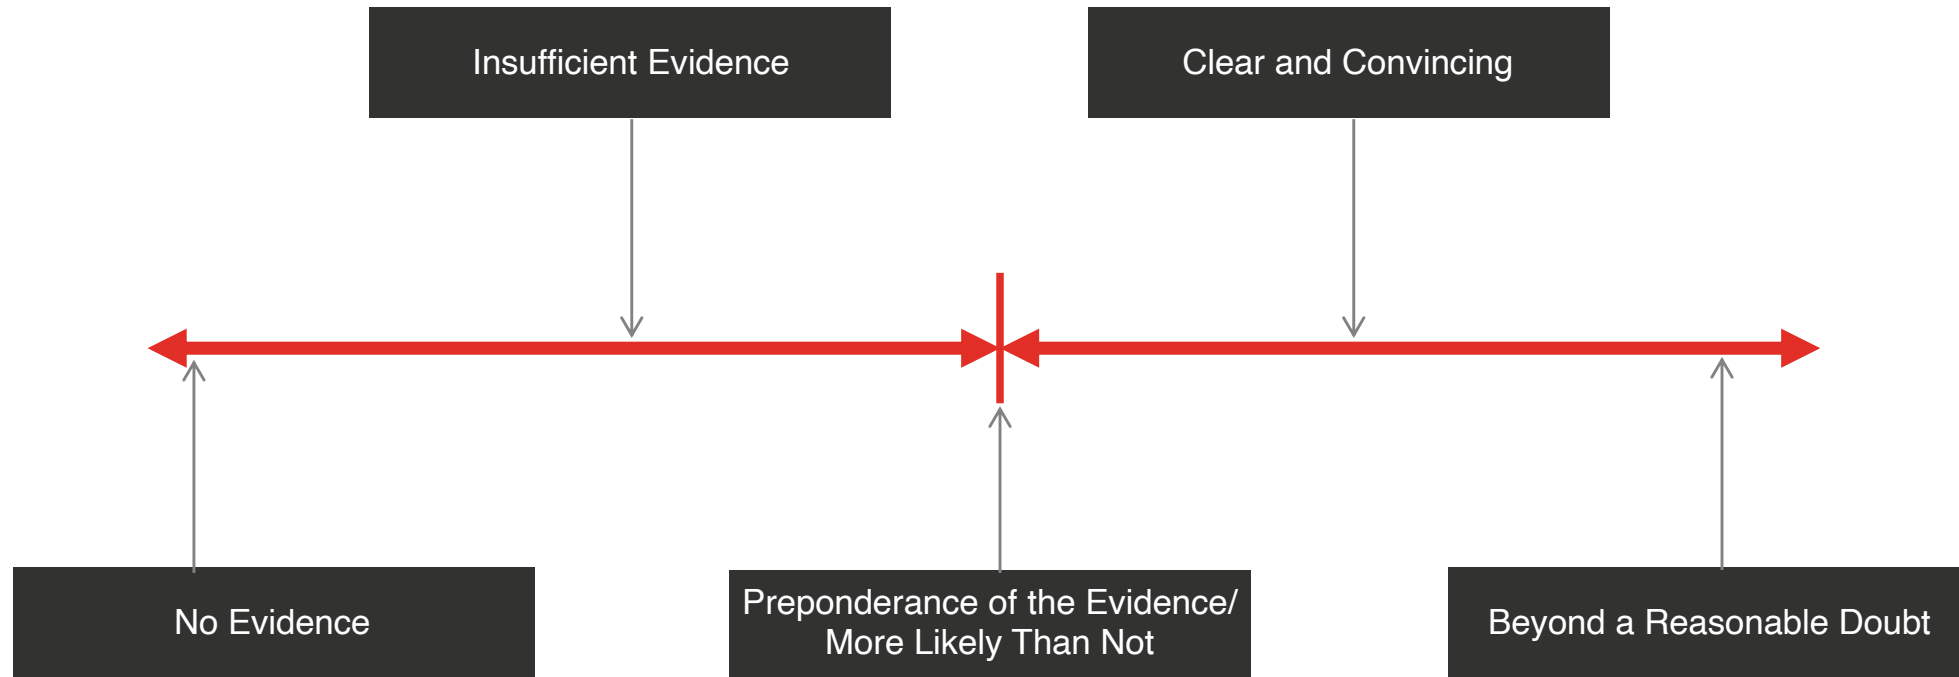 Insufficient Evidence
Clear and Convincing
No Evidence
Preponderance of the Evidence/
More Likely Than Not
Beyond a Reasonable Doubt